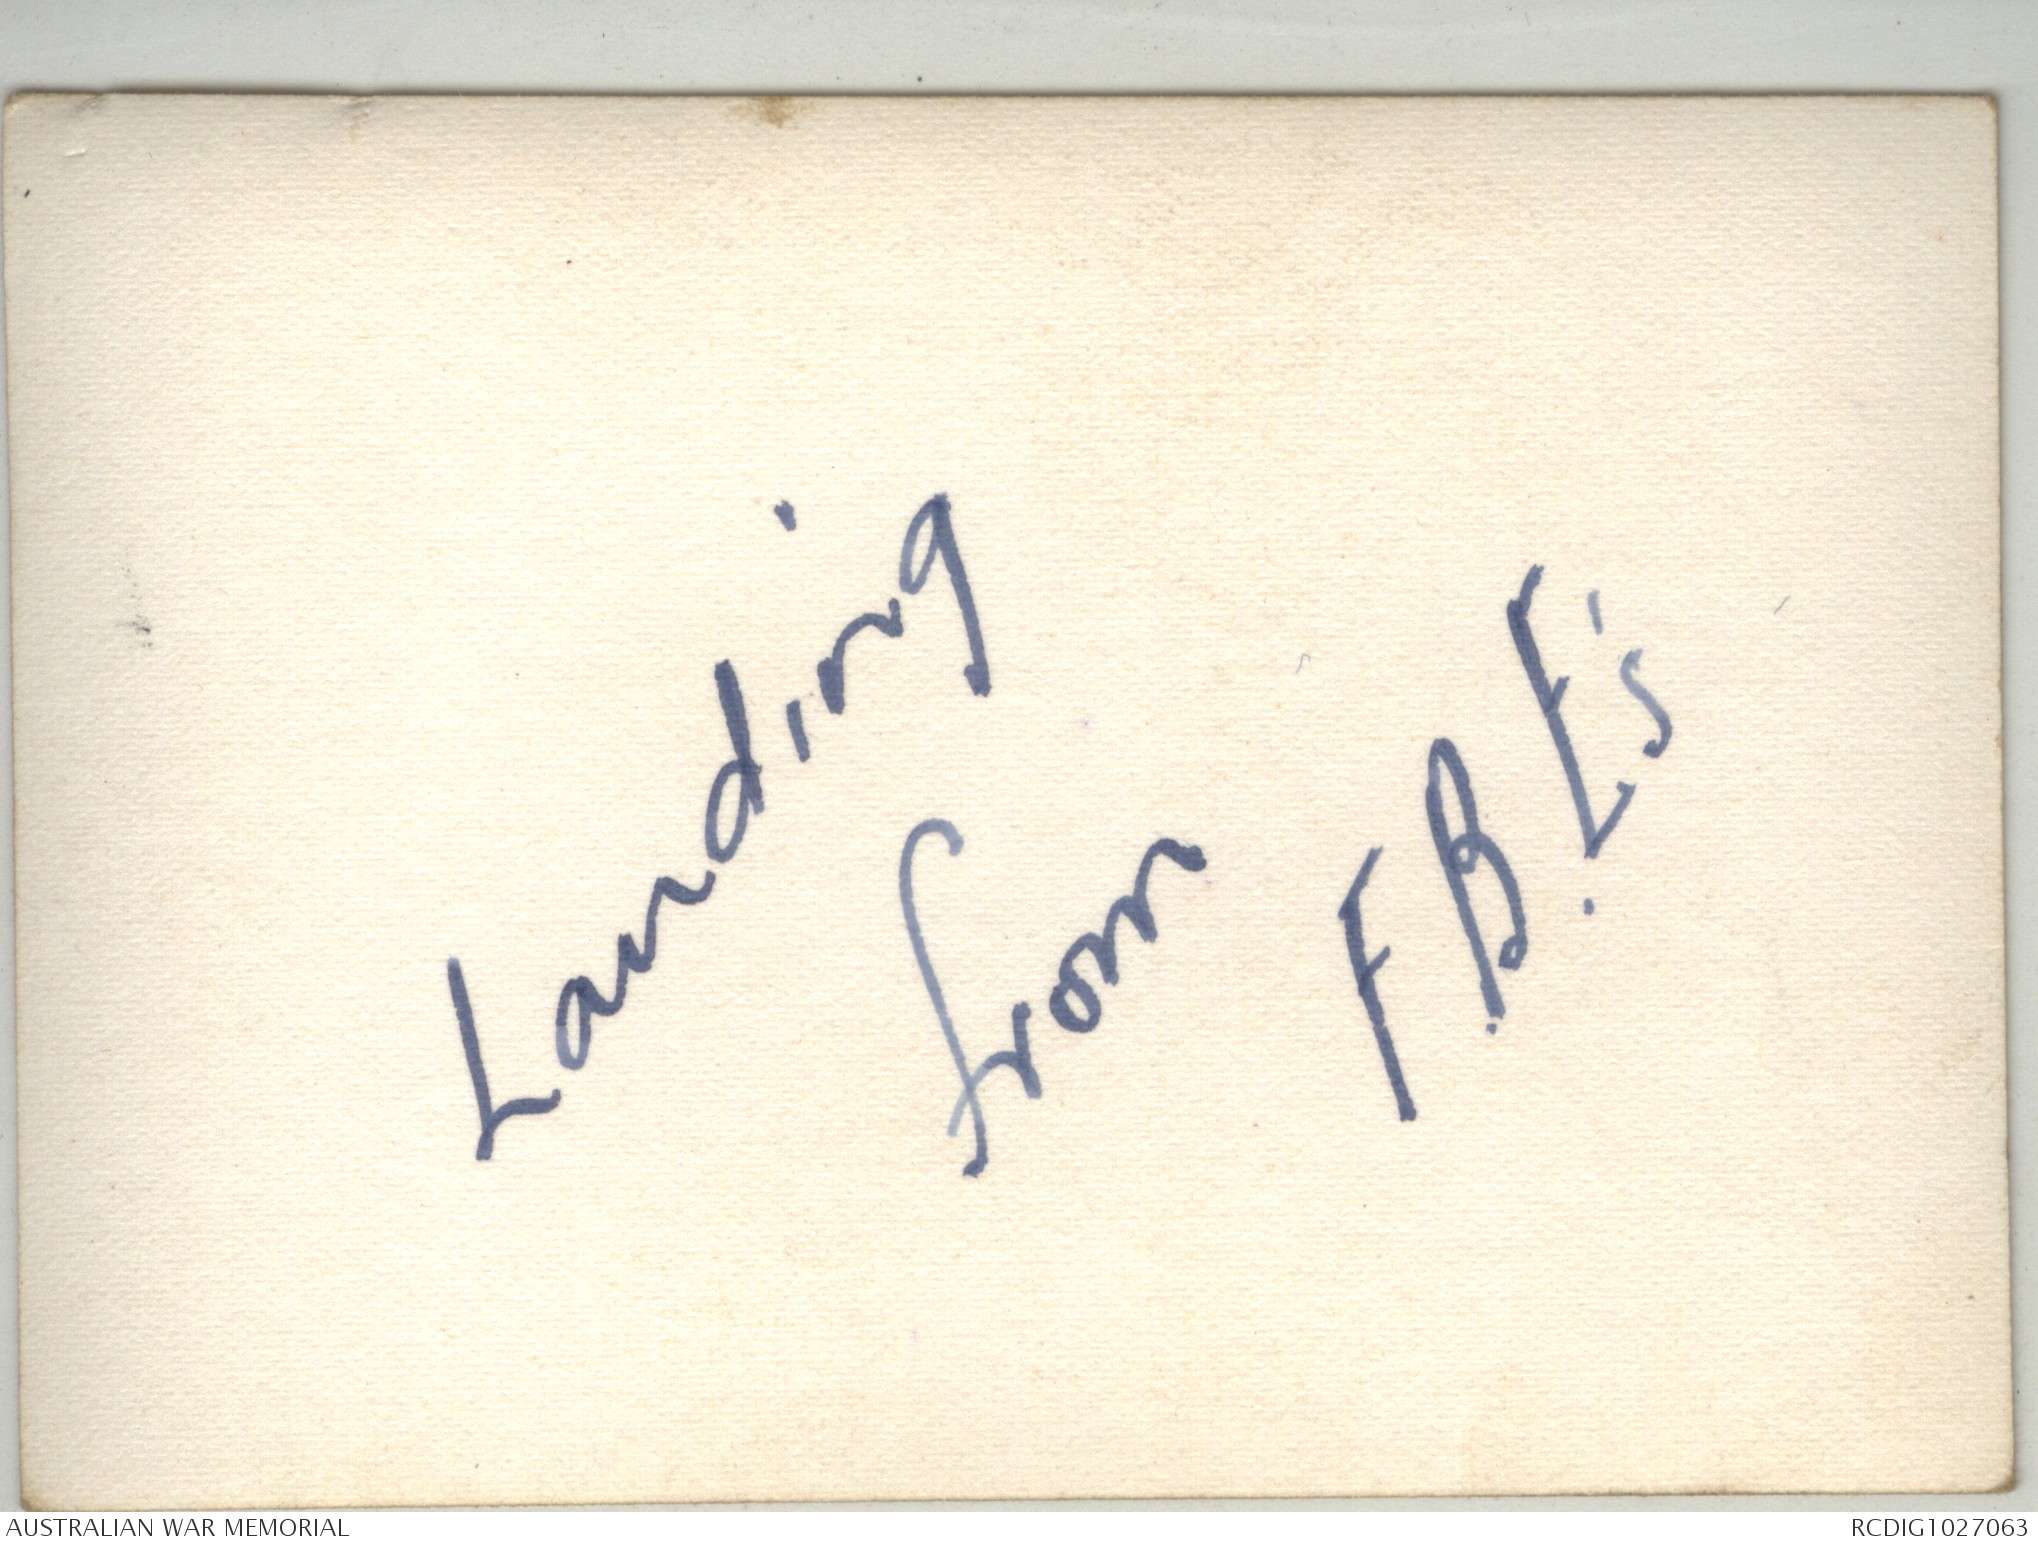 Landing
from
F B. E's.
AUSTRALIAN WAR MEMORIAL
RCDIG1027063